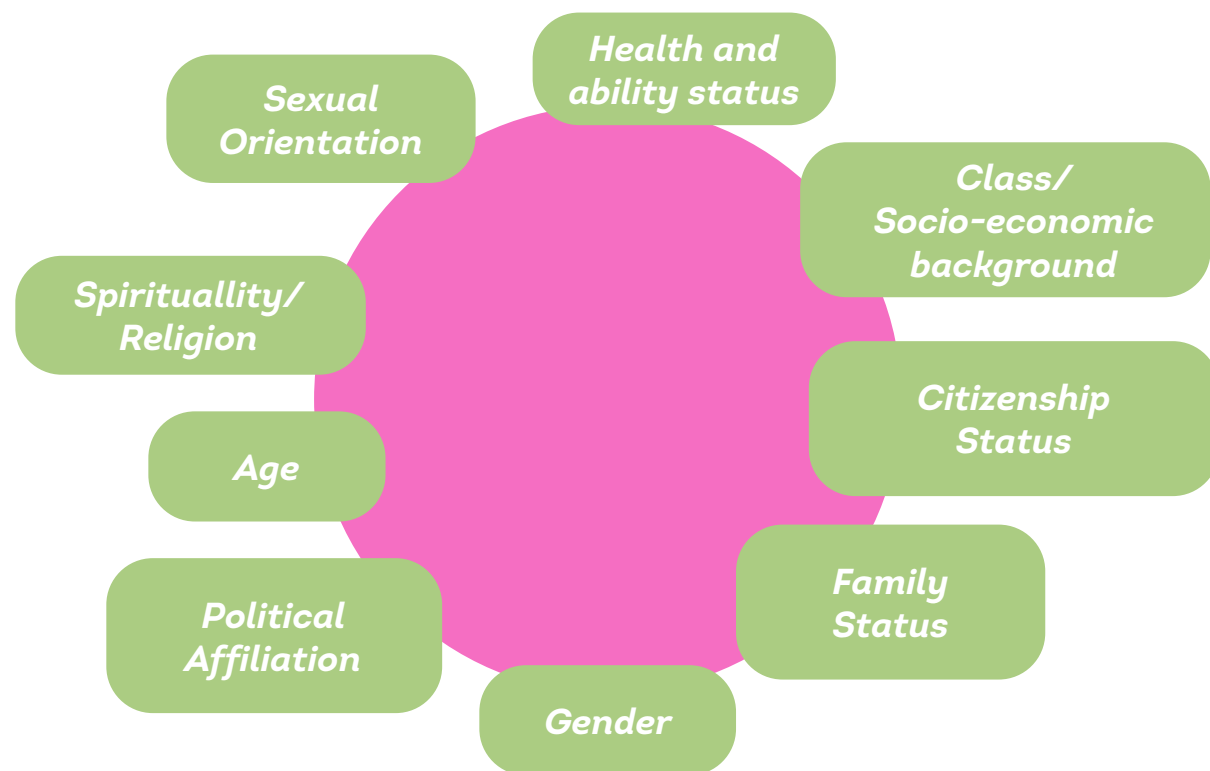 Health and
ability status
Sexual
Orientation
Class/
Socio-economic
background
Spirituallity/
Religion
Citizenship
Status
Age
Family
Status
Political
Affiliation
Gender